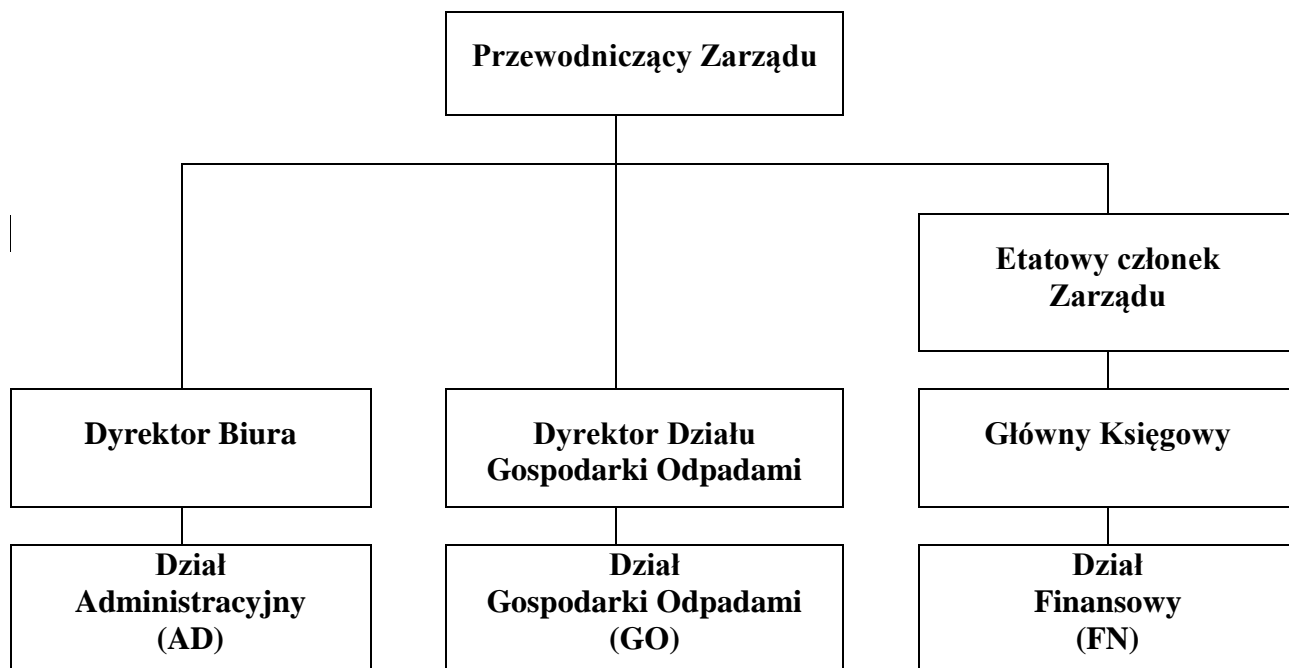 Przewodniczący Zarządu
Etatowy członek
Zarządu
Dyrektor Biura
Dyrektor Działu
Gospodarki Odpadami
Główny Księgowy
Dział
Administracyjny
(AD)
Dział
Gospodarki Odpadami
(GO)
Dział
Finansowy
(FN)